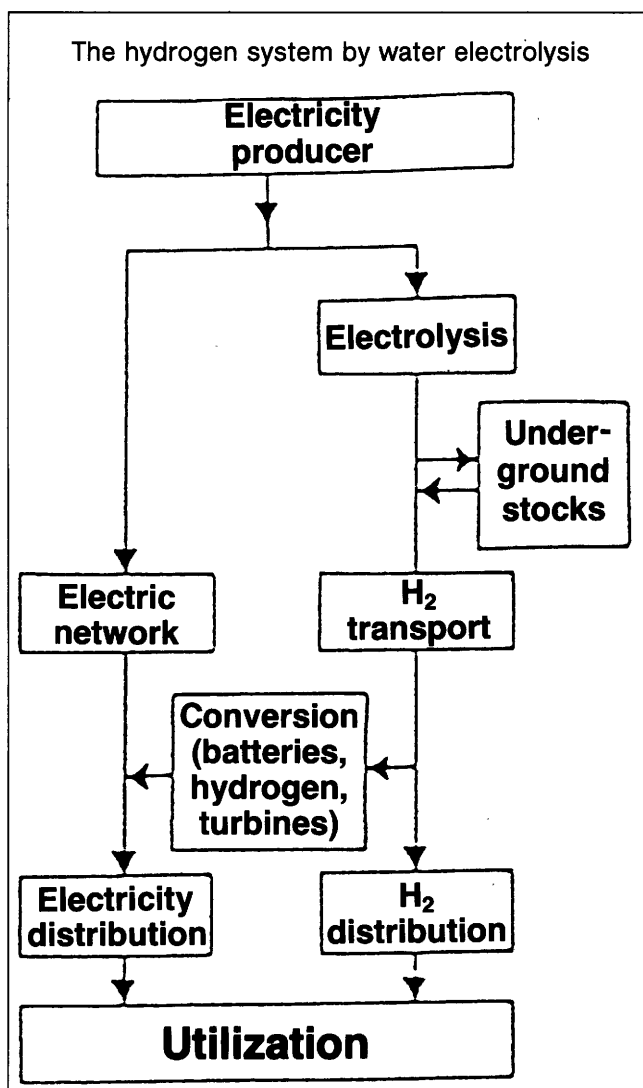 The hydrogen system by water electrolysis
Electricity
producer
Electrolysis
Under-
ground
stocks
Electric
network
H₂
transport
Conversion
(batteries,
hydrogen,
turbines)
Electricity
distribution
H₂
distribution
Utilization